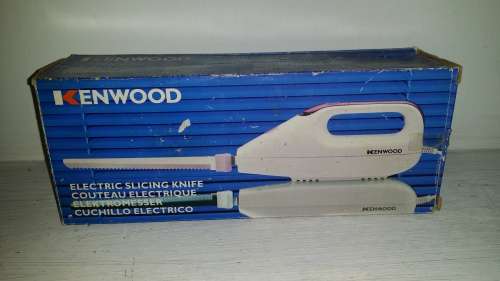 KENWOOD
KENWOOD
ELECTRIC SLICING KNIFE
COUTEAU ELECTRIQUE
ELEKTROMESSER
CUCHILLO ELECTRICO
KENWOOD